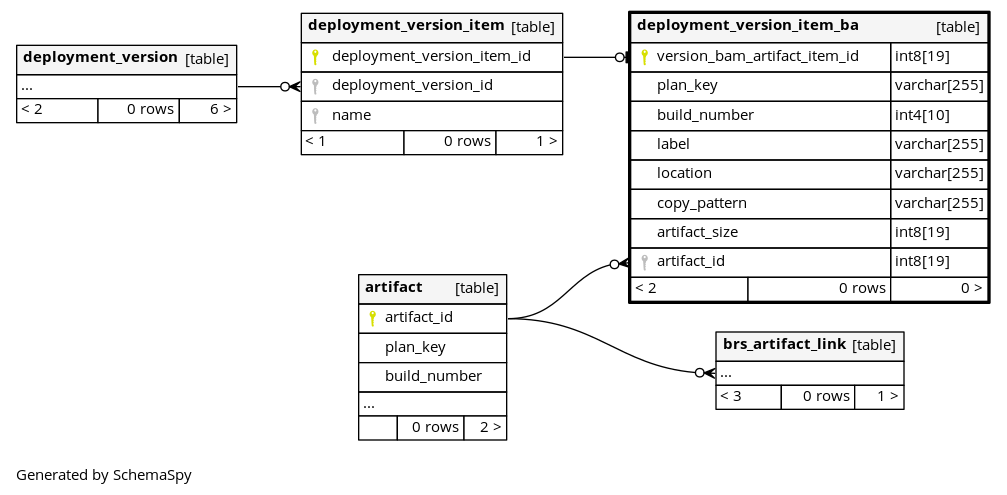 deployment_version [table]
...
< 2 0 rows 6 >
deployment_version_item [table]
deployment_version_item_id
deployment_version_id
name
< 1 0 rows 1 >
deployment_version_item_ba [table]
version_bam_artifact_item_id int8[19]
plan_key varchar[255]
build_number int4[10]
label varchar[255]
location varchar[255]
copy_pattern varchar[255]
artifact_size int8[19]
artifact_id int8[19]
< 2 0 rows 0 >
artifact [table]
artifact_id
plan_key
build_number
...
0 rows 2 >
brs_artifact_link [table]
...
< 3 0 rows 1 >
Generated by SchemaSpy